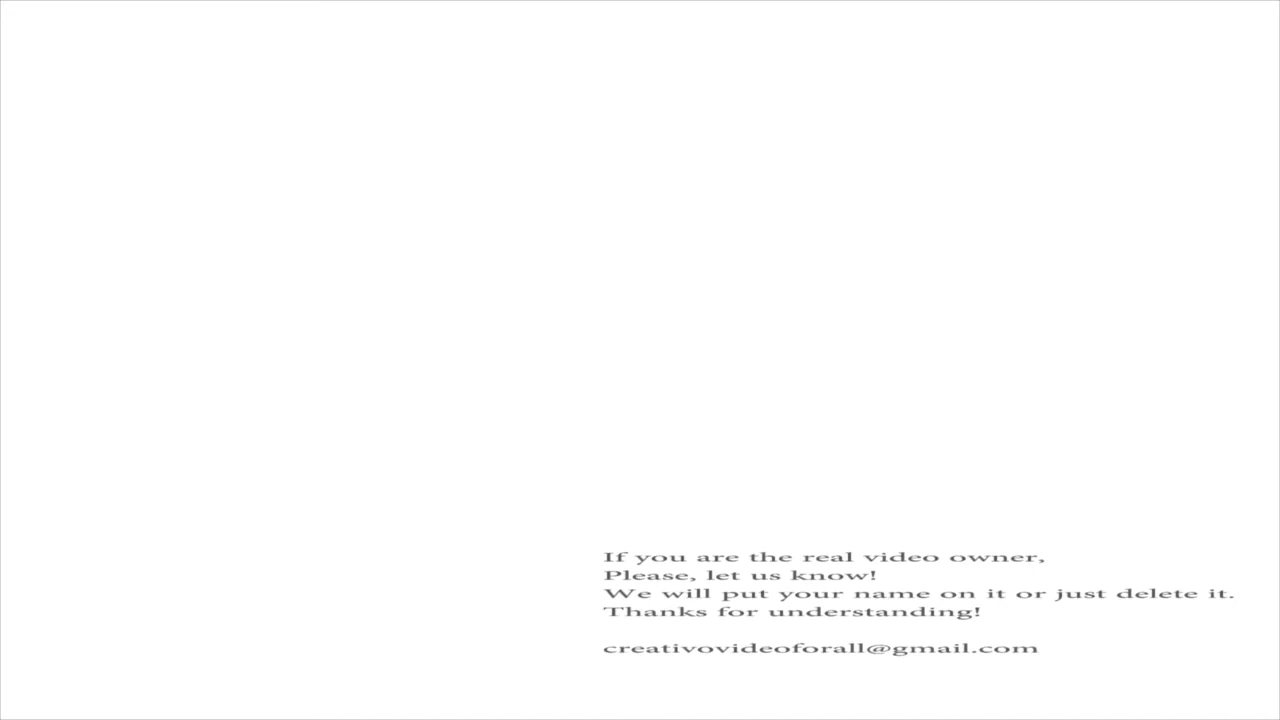 If you are the real video owner,
Please, let us know!
We will put your name on it or just delete it.
Thanks for understanding!
creativovideoforall@gmail.com